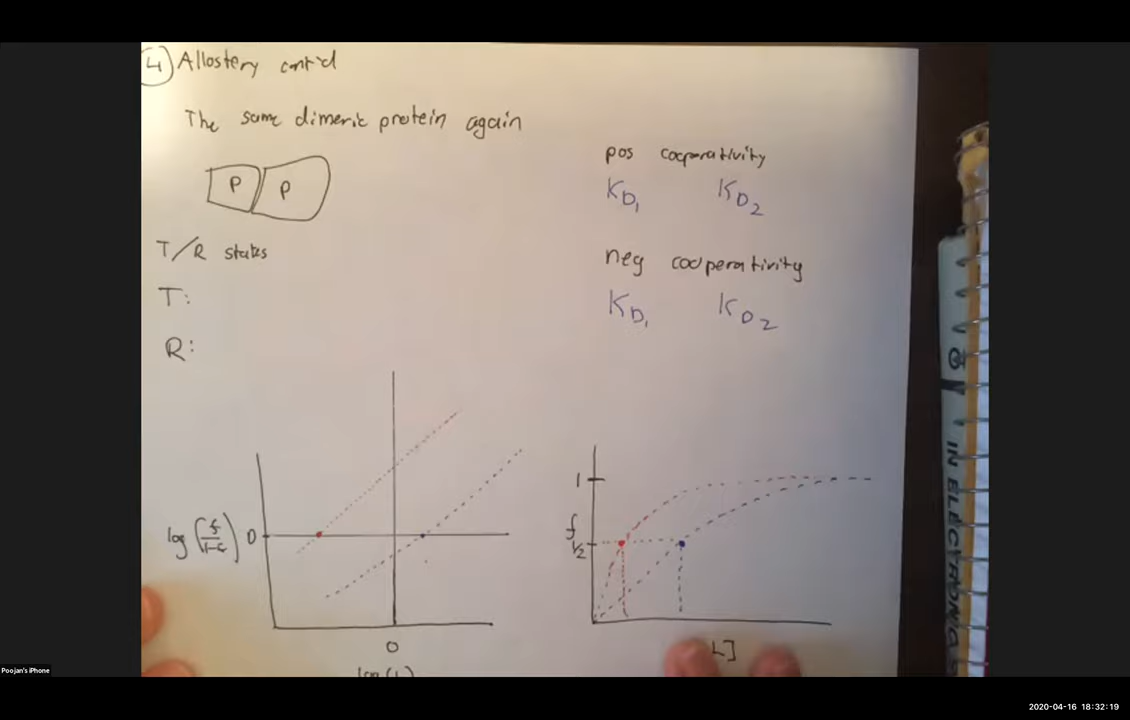 4 Allostery cont'd
The same dimeric protein again
P P
T/R states
T:
R:
pos cooperativity
KD1 KD2
neg cooperativity
KD1 KD2
log (f/1-f) 0
0
1
f
1/2
L]
IN ELECTRONICS
Poojan's iPhone
2020-04-16 18:32:19